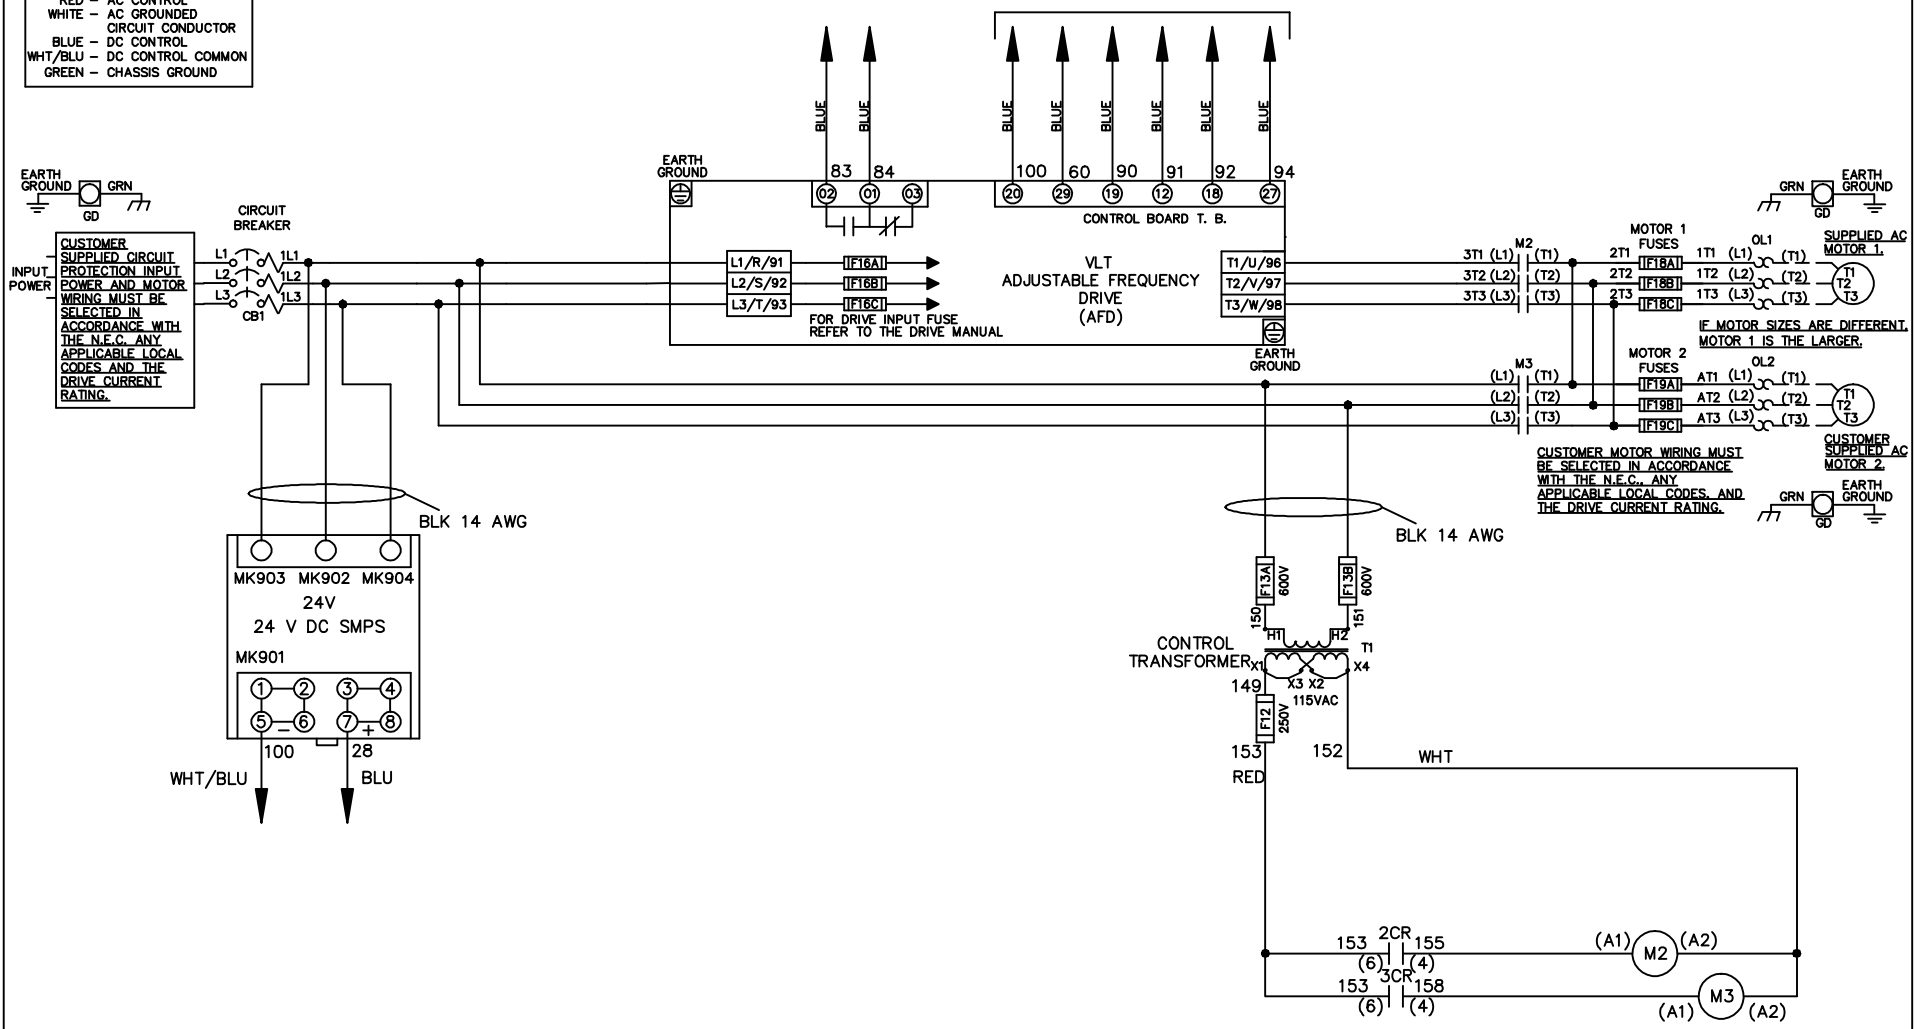 RED – AC CONTROL
WHITE – AC GROUNDED
CIRCUIT CONDUCTOR
BLUE – DC CONTROL
WHT/BLU – DC CONTROL COMMON
GREEN – CHASSIS GROUND
BLUE
BLUE
BLUE
BLUE
BLUE
BLUE
BLUE
BLUE
EARTH
GROUND
83
84
100
60
90
91
92
94
02
01
03
20
29
19
12
18
27
CONTROL BOARD T. B.
EARTH
GROUND
GRN
GD
GRN
EARTH
GROUND
GD
CIRCUIT
BREAKER
INPUT
POWER
CUSTOMER
SUPPLIED CIRCUIT
PROTECTION INPUT
POWER AND MOTOR
WIRING MUST BE
SELECTED IN
ACCORDANCE WITH
THE N.E.C. ANY
APPLICABLE LOCAL
CODES AND THE
DRIVE CURRENT
RATING.
L1
1L1
L2
1L2
L3
1L3
CB1
L1/R/91
F16A
L2/S/92
F16B
L3/T/93
F16C
FOR DRIVE INPUT FUSE
REFER TO THE DRIVE MANUAL
VLT
ADJUSTABLE FREQUENCY
DRIVE
(AFD)
T1/U/96
T2/V/97
T3/W/98
EARTH
GROUND
M2
MOTOR 1
FUSES
OL1
3T1 (L1) (T1) 2T1 F18A 1T1 (L1) (T1)
3T2 (L2) (T2) 2T2 F18B 1T2 (L2) (T2)
3T3 (L3) (T3) 2T3 F18C 1T3 (L3) (T3)
T1
T2
T3
SUPPLIED AC
MOTOR 1.
IF MOTOR SIZES ARE DIFFERENT,
MOTOR 1 IS THE LARGER.
M3
MOTOR 2
FUSES
OL2
(L1) (T1) F19A AT1 (L1) (T1)
(L2) (T2) F19B AT2 (L2) (T2)
(L3) (T3) F19C AT3 (L3) (T3)
T1
T2
T3
CUSTOMER
SUPPLIED AC
MOTOR 2.
CUSTOMER MOTOR WIRING MUST
BE SELECTED IN ACCORDANCE
WITH THE N.E.C., ANY
APPLICABLE LOCAL CODES, AND
THE DRIVE CURRENT RATING.
GRN
EARTH
GROUND
GD
BLK 14 AWG
BLK 14 AWG
MK903 MK902 MK904
24V
24 V DC SMPS
MK901
1 2 3 4
5 6 7 8
– +
100
28
WHT/BLU
BLU
F13A
600V
F13B
600V
150
151
H1
H2
T1
CONTROL
TRANSFORMER
X1
X4
X3 X2
115VAC
149
F12
250V
153
152
RED
WHT
2CR
153
155
(6)
(4)
(A1)
M2
(A2)
3CR
153
158
(6)
(4)
(A1)
M3
(A2)